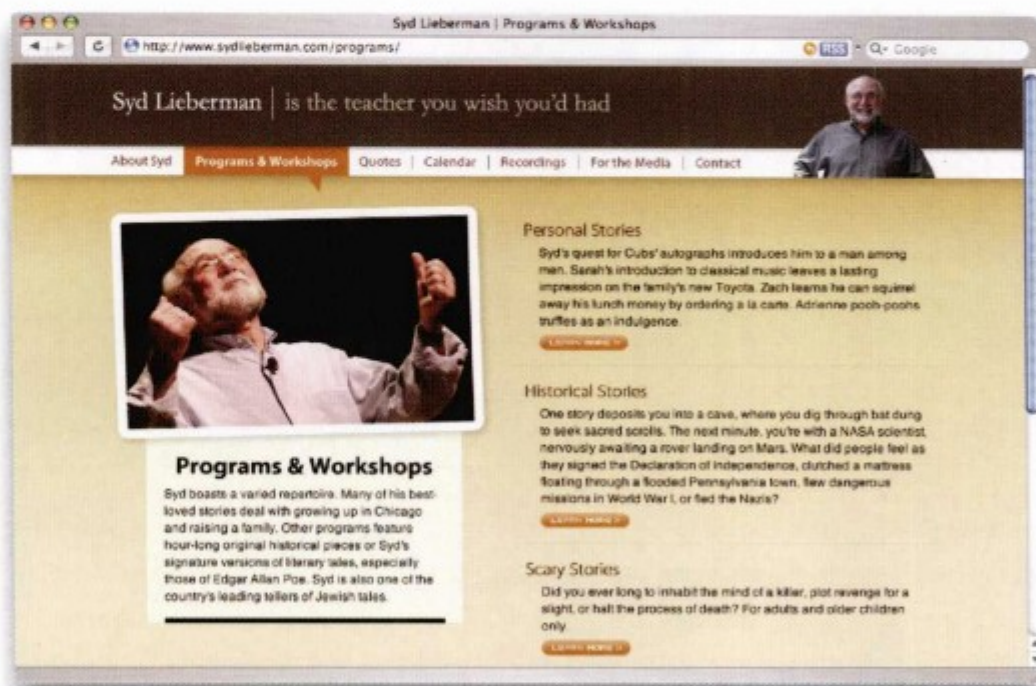 Syd Lieberman | Programs & Workshops
http://www.sydlieberman.com/programs/
RSS
Google
Syd Lieberman | is the teacher you wish you'd had
About Syd
Programs & Workshops
Quotes | Calendar | Recordings | For the Media | Contact
Programs & Workshops
Syd boasts a varied repertoire. Many of his best-
loved stories deal with growing up in Chicago
and raising a family. Other programs feature
hour-long original historical pieces or Syd's
signature versions of literary tales, especially
those of Edgar Allan Poe. Syd is also one of the
country's leading tellers of Jewish tales.
Personal Stories
Syd's quest for Cubs' autographs introduces him to a man among
men. Sarah's introduction to classical music leaves a lasting
impression on the family's new Toyota. Zach learns he can squirrel
away his lunch money by ordering a la carte. Adrienne pooh-poohs
truffles as an indulgence.
LEARN MORE >
Historical Stories
One story deposits you into a cave, where you dig through bat dung
to seek sacred scrolls. The next minute, you're with a NASA scientist,
nervously awaiting a rover landing on Mars. What did people feel as
they signed the Declaration of Independence, clutched a mattress
floating through a flooded Pennsylvania town, flew dangerous
missions in World War I, or fled the Nazis?
LEARN MORE >
Scary Stories
Did you ever long to inhabit the mind of a killer, plot revenge for a
slight, or halt the process of death? For adults and older children
only.
LEARN MORE >